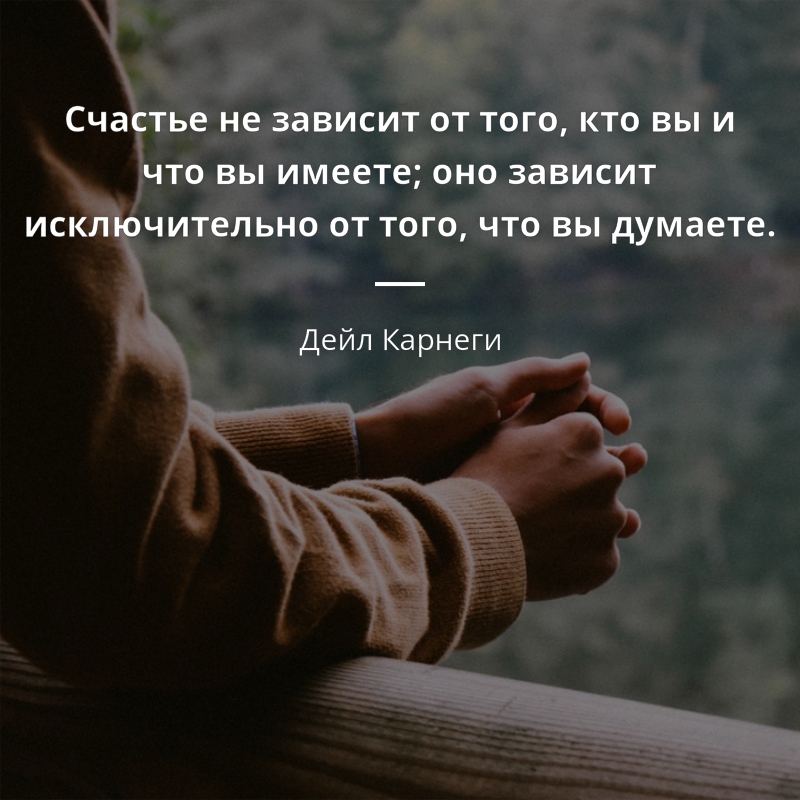 Счастье не зависит от того, кто вы и
что вы имеете; оно зависит
исключительно от того, что вы думаете.
Дейл Карнеги